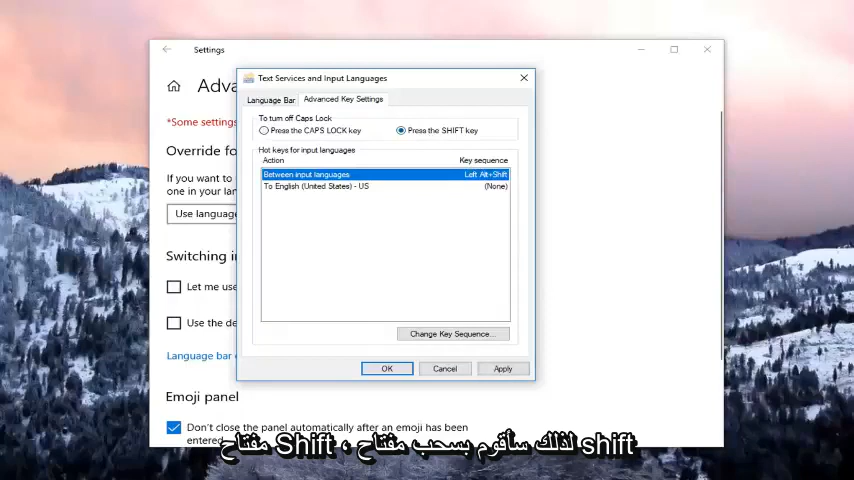 Settings
Adva
*Some settings
Override fo
If you want to
one in your lan
Use language
Switching in
Let me use
Use the de
Language bar
Emoji panel
Don't close the panel automatically after an emoji has been
entered
Text Services and Input Languages
Language Bar
Advanced Key Settings
To turn off Caps Lock
Press the CAPS LOCK key
Press the SHIFT key
Hot keys for input languages
Action Key sequence
Between input languages Left Alt+Shift
To English (United States) - US (None)
Change Key Sequence...
OK Cancel Apply
shift لذلك سأقوم بسحب مفتاح ، Shift مفتاح